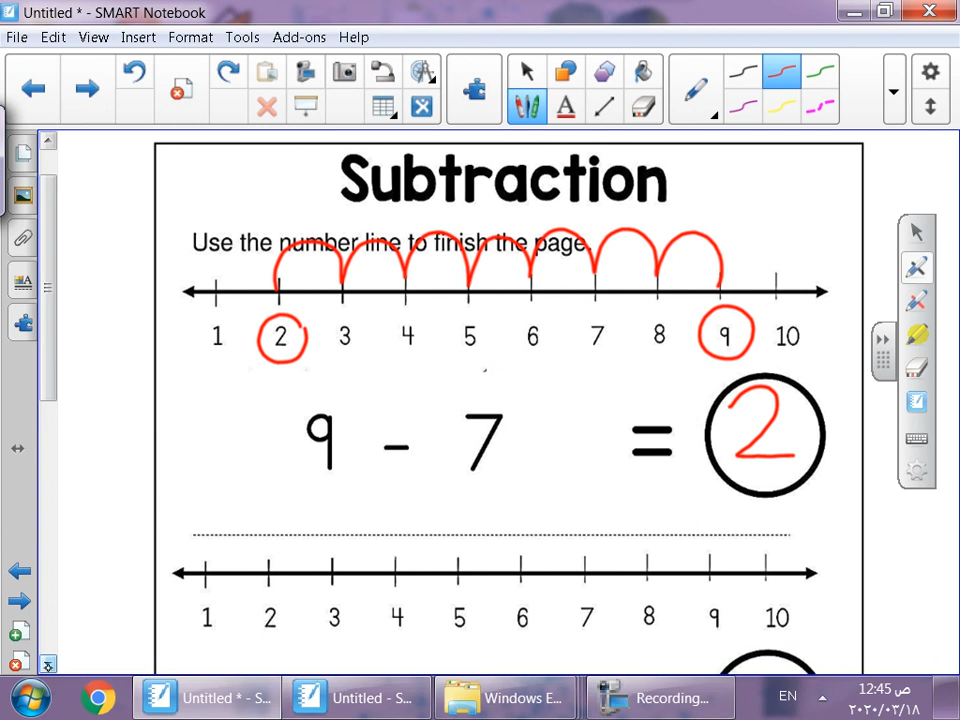 Untitled * - SMART Notebook
File Edit View Insert Format Tools Add-ons Help
Subtraction
Use the number line to finish the page.
1 2 3 4 5 6 7 8 9 10
9 - 7 = 2
1 2 3 4 5 6 7 8 9 10
Untitled * - S... Untitled - S... Windows E... Recording... EN 12:45 ص
٢٠٢٠/٠٣/١٨